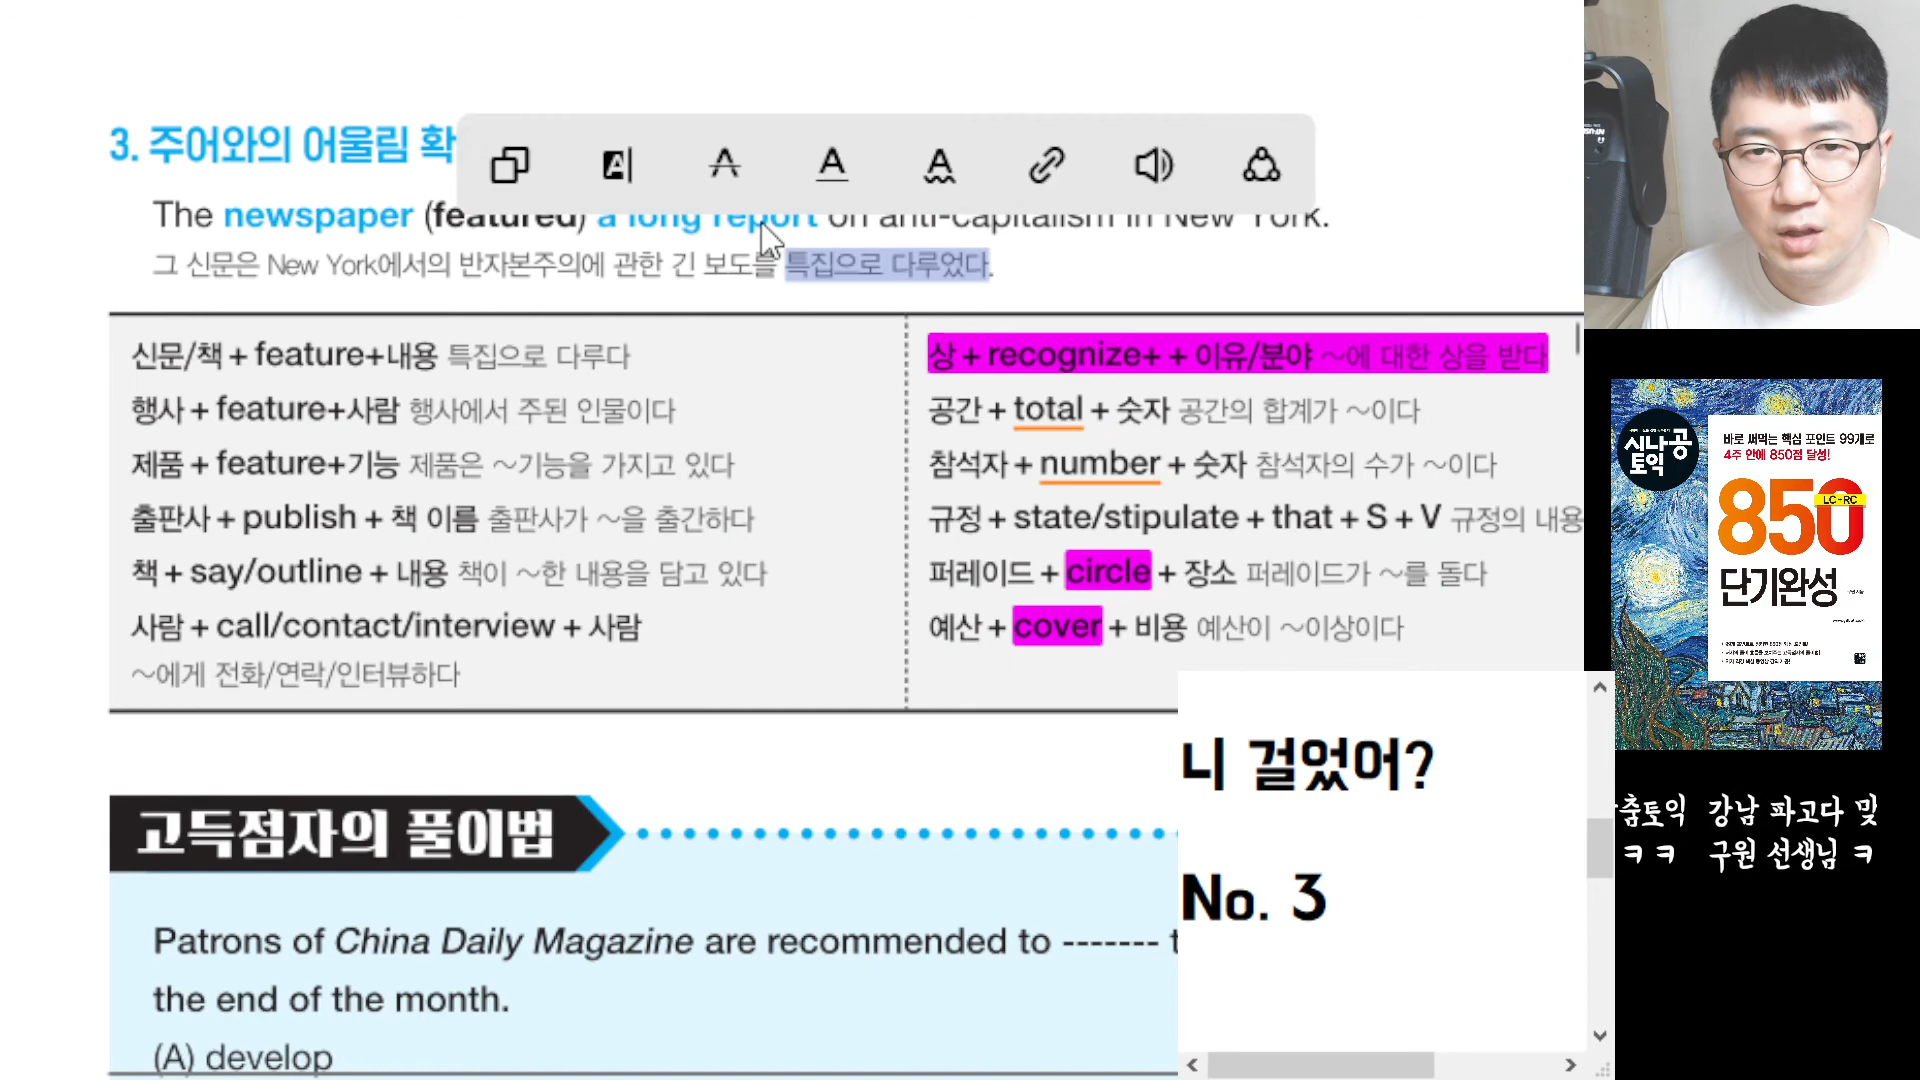 3. 주어와의 어울림 확
The newspaper (featured) a long report on anti-capitalism in New York.
그 신문은 New York에서의 반자본주의에 관한 긴 보도를 특집으로 다루었다.
신문/책 + feature+내용 특집으로 다루다
행사 + feature+사람 행사에서 주된 인물이다
제품 + feature+기능 제품은 ~기능을 가지고 있다
출판사 + publish + 책 이름 출판사가 ~을 출간하다
책 + say/outline + 내용 책이 ~한 내용을 담고 있다
사람 + call/contact/interview + 사람
~에게 전화/연락/인터뷰하다
상 + recognize+ + 이유/분야 ~에 대한 상을 받다
공간 + total + 숫자 공간의 합계가 ~이다
참석자 + number + 숫자 참석자의 수가 ~이다
규정 + state/stipulate + that + S + V 규정의 내용
퍼레이드 + circle + 장소 퍼레이드가 ~를 돌다
예산 + cover + 비용 예산이 ~이상이다
고득점자의 풀이법
Patrons of China Daily Magazine are recommended to ------- t
the end of the month.
(A) develop
니 걸었어?
No. 3
시나공
토익
바로 써먹는 핵심 포인트 99개로
4주 안에 850점 달성!
850
LC+RC
단기완성
춤토익 강남 파고다 맞
ㅋㅋ 구원 선생님 ㅋ